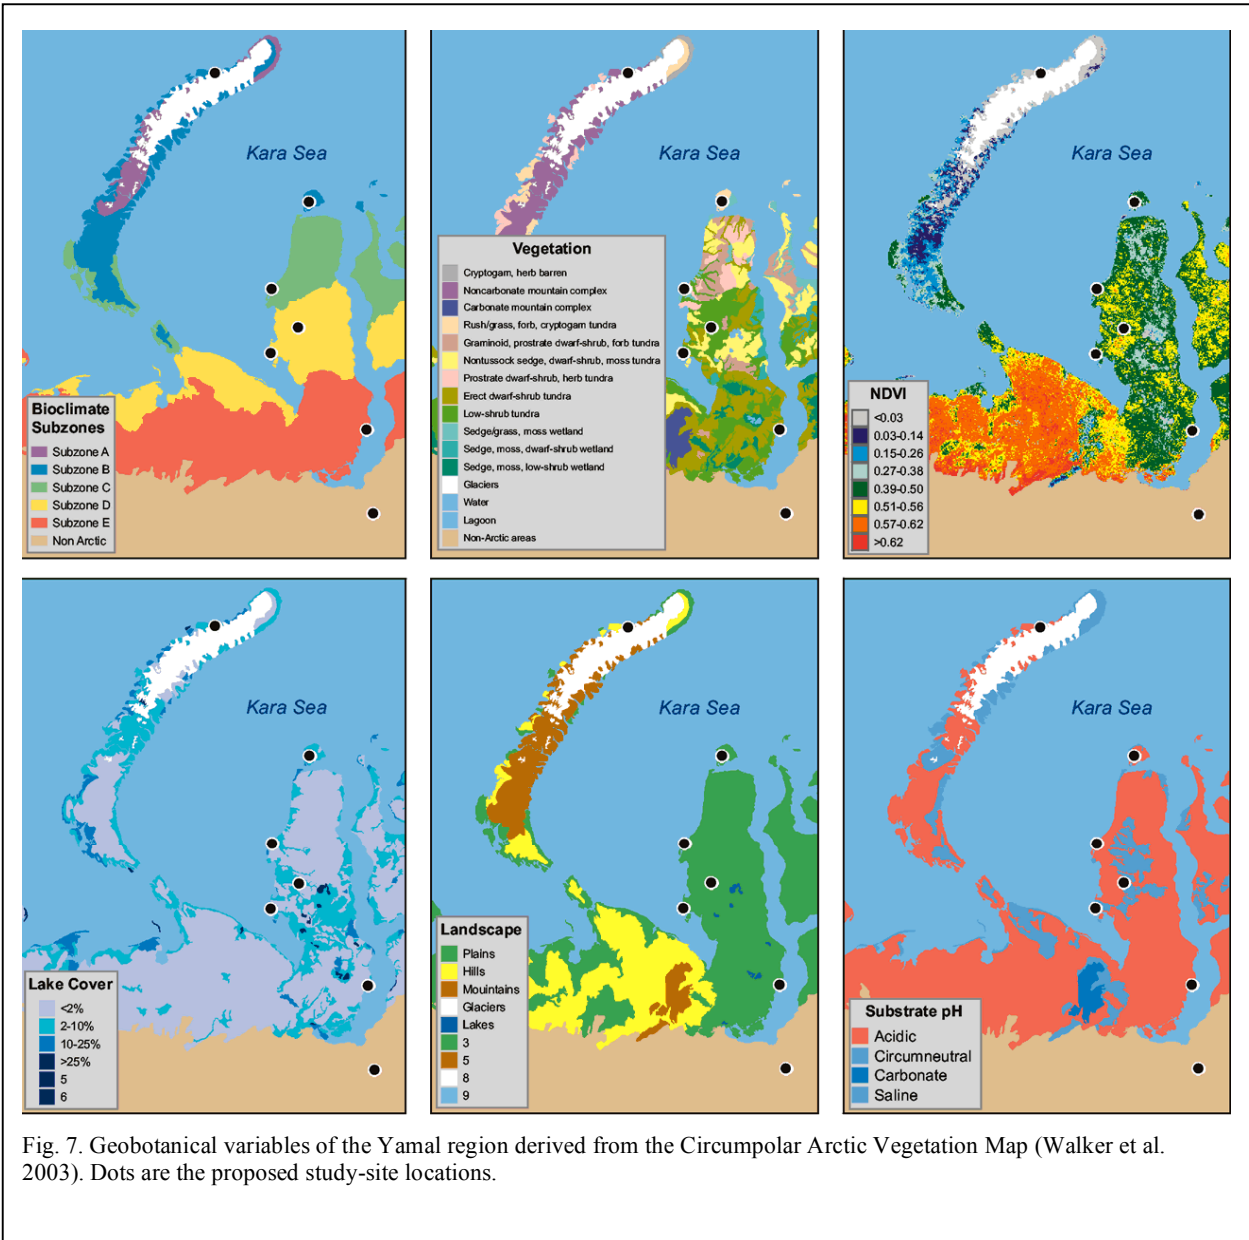 Kara Sea
Bioclimate
Subzones
Subzone A
Subzone B
Subzone C
Subzone D
Subzone E
Non Arctic
Kara Sea
Vegetation
Cryptogam, herb barren
Noncarbonate mountain complex
Carbonate mountain complex
Rush/grass, forb, cryptogam tundra
Graminoid, prostrate dwarf-shrub, forb tundra
Nontussock sedge, dwarf-shrub, moss tundra
Prostrate dwarf-shrub, herb tundra
Erect dwarf-shrub tundra
Low-shrub tundra
Sedge/grass, moss wetland
Sedge, moss, dwarf-shrub wetland
Sedge, moss, low-shrub wetland
Glaciers
Water
Lagoon
Non-Arctic areas
Kara Sea
NDVI
<0.03
0.03-0.14
0.15-0.26
0.27-0.38
0.39-0.50
0.51-0.56
0.57-0.62
>0.62
Kara Sea
Lake Cover
<2%
2-10%
10-25%
>25%
5
6
Kara Sea
Landscape
Plains
Hills
Mountains
Glaciers
Lakes
3
5
8
9
Kara Sea
Substrate pH
Acidic
Circumneutral
Carbonate
Saline
Fig. 7. Geobotanical variables of the Yamal region derived from the Circumpolar Arctic Vegetation Map (Walker et al.
2003). Dots are the proposed study-site locations.